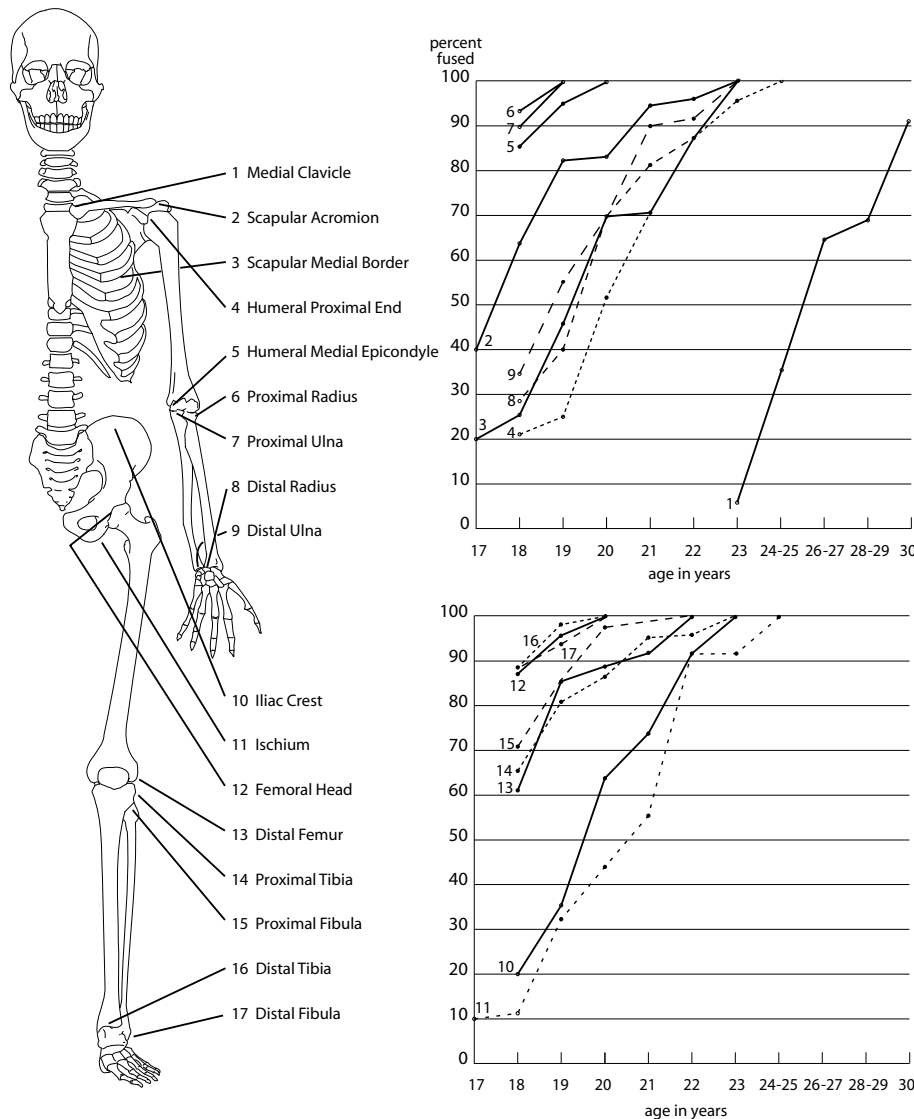 1 Medial Clavicle
2 Scapular Acromion
3 Scapular Medial Border
4 Humeral Proximal End
5 Humeral Medial Epicondyle
6 Proximal Radius
7 Proximal Ulna
8 Distal Radius
9 Distal Ulna
10 Iliac Crest
11 Ischium
12 Femoral Head
13 Distal Femur
14 Proximal Tibia
15 Proximal Fibula
16 Distal Tibia
17 Distal Fibula
percent
fused
100
90
80
70
60
50
40
30
20
10
0
6
7
5
2
9
8
3
4
1
17 18 19 20 21 22 23 24-25 26-27 28-29 30
age in years
100
90
80
70
60
50
40
30
20
10
0
16
17
12
15
14
13
10
11
17 18 19 20 21 22 23 24-25 26-27 28-29 30
age in years